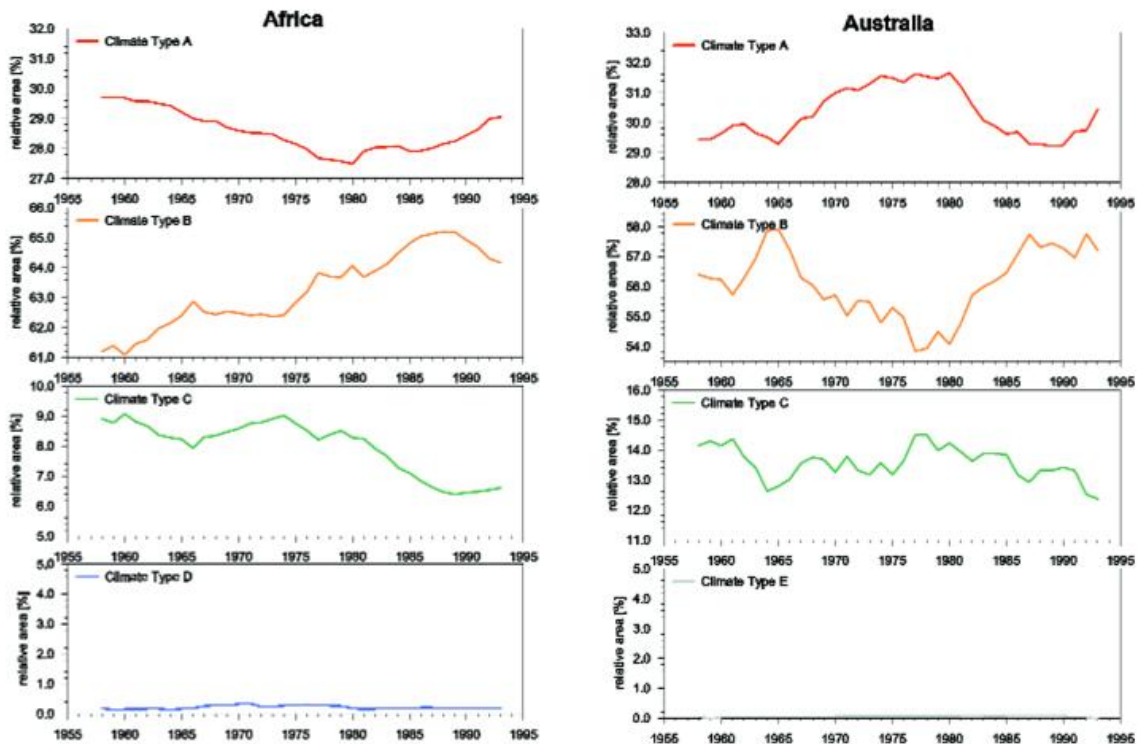 Africa
Climate Type A
relative area [%]
32.0
31.0
30.0
29.0
28.0
27.0
1955 1960 1965 1970 1975 1980 1985 1990 1995
Climate Type B
relative area [%]
66.0
65.0
64.0
63.0
62.0
61.0
1955 1960 1965 1970 1975 1980 1985 1990 1995
Climate Type C
relative area [%]
10.0
9.0
8.0
7.0
6.0
5.0
1955 1960 1965 1970 1975 1980 1985 1990 1995
Climate Type D
relative area [%]
5.0
4.0
3.0
2.0
1.0
0.0
1955 1960 1965 1970 1975 1980 1985 1990 1995
Australia
Climate Type A
relative area [%]
33.0
32.0
31.0
30.0
29.0
28.0
1955 1960 1965 1970 1975 1980 1985 1990 1995
Climate Type B
relative area [%]
58.0
57.0
56.0
55.0
54.0
1955 1960 1965 1970 1975 1980 1985 1990 1995
Climate Type C
relative area [%]
16.0
15.0
14.0
13.0
12.0
11.0
1955 1960 1965 1970 1975 1980 1985 1990 1995
Climate Type E
relative area [%]
5.0
4.0
3.0
2.0
1.0
0.0
1955 1960 1965 1970 1975 1980 1985 1990 1995